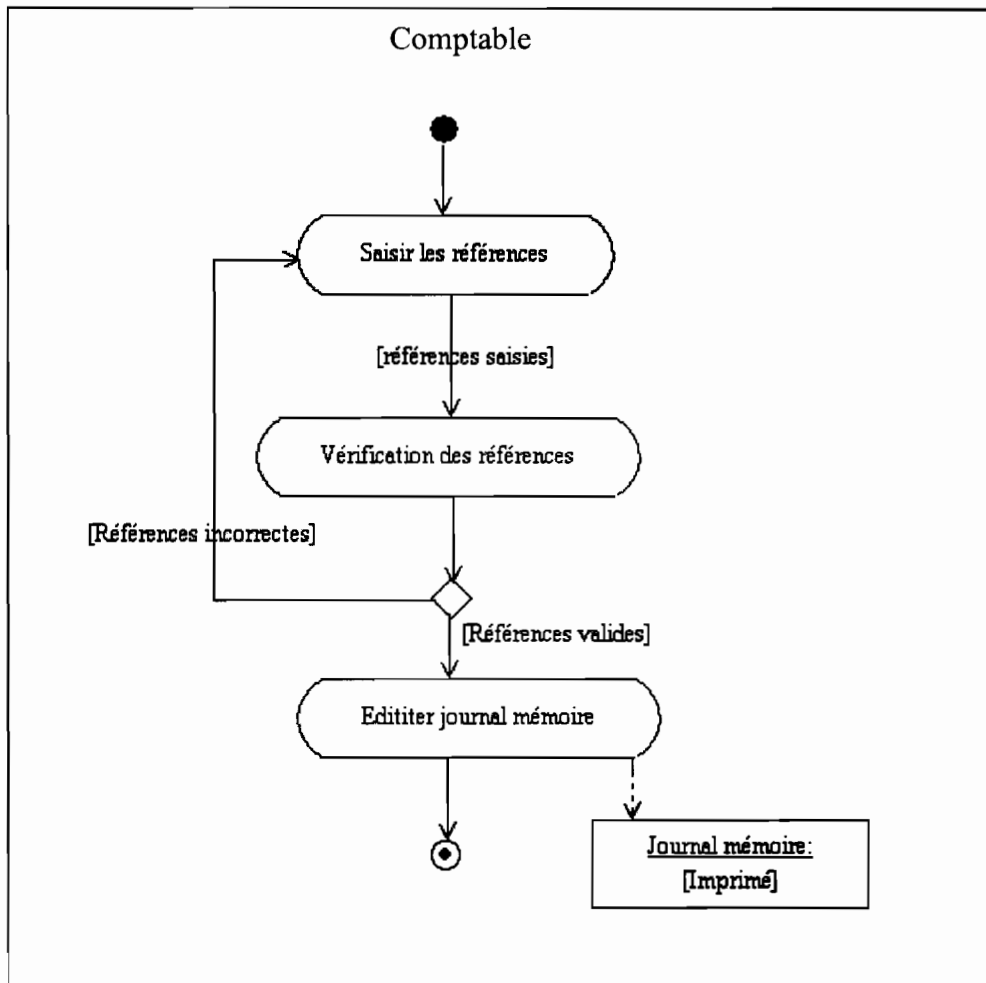 Comptable
Saisir les références
[références saisies]
Vérification des références
[Références incorrectes]
[Références valides]
Edititer journal mémoire
Journal mémoire:
[Imprimé]